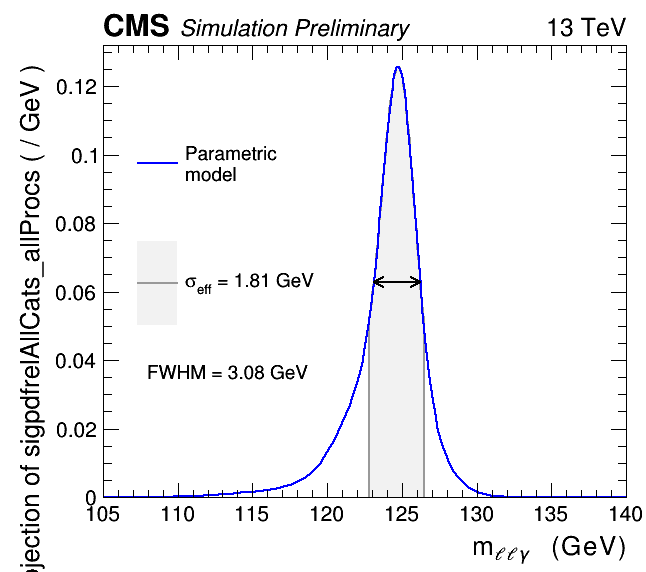 CMS Simulation Preliminary 13 TeV
ojection of sigpdfrelAllCats_allProcs ( / GeV )
0.12
0.1
0.08
0.06
0.04
0.02
0
Parametric
model
σeff = 1.81 GeV
FWHM = 3.08 GeV
105 110 115 120 125 130 135 140
mℓℓγ (GeV)